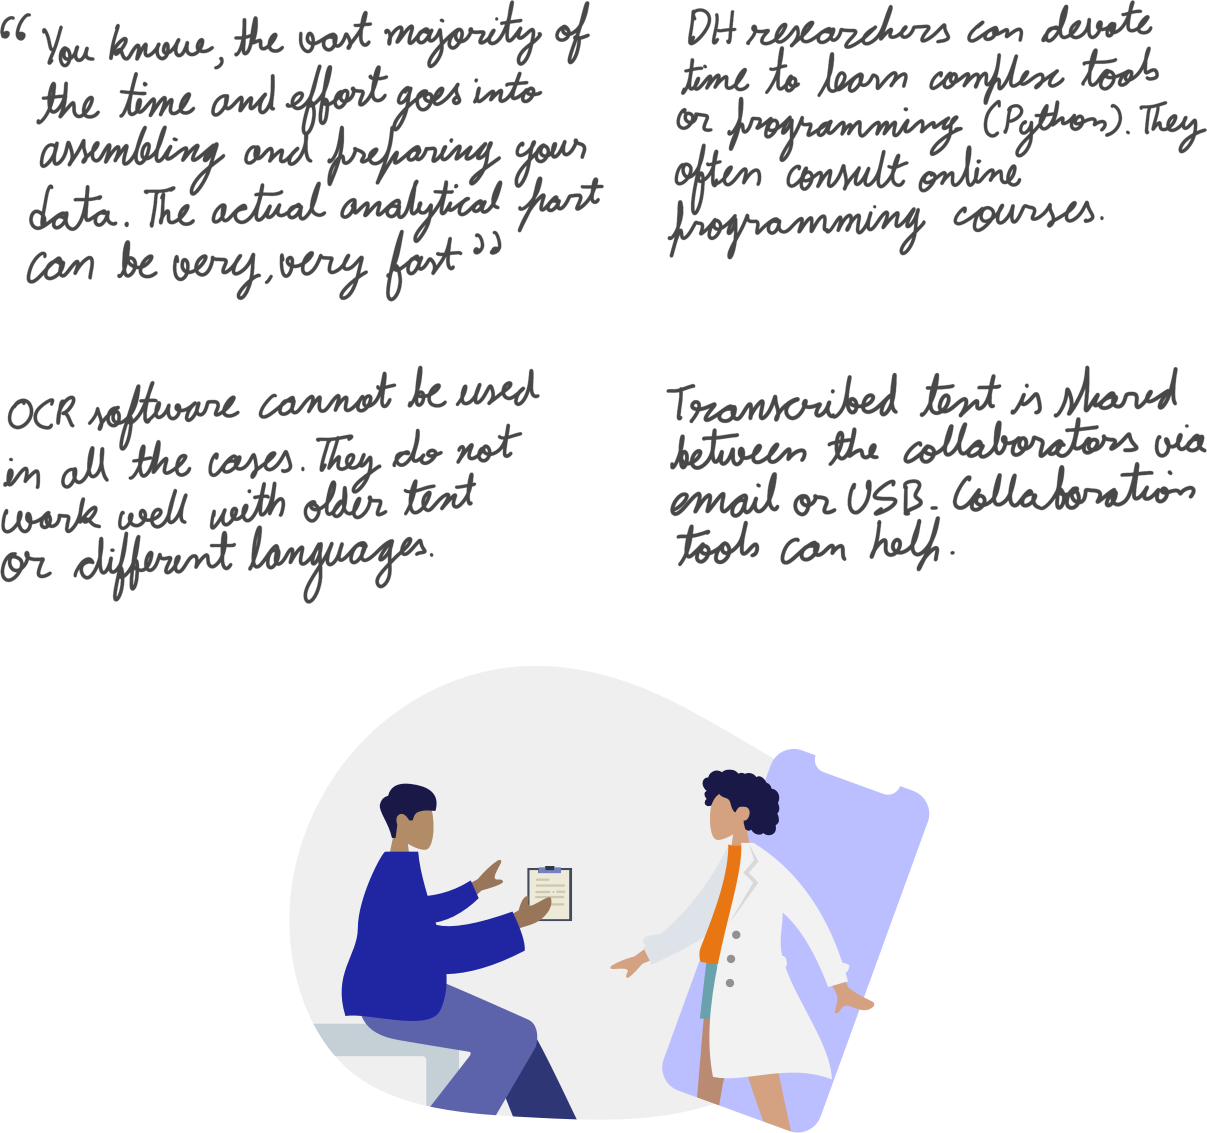 “ You know, the vast majority of
the time and effort goes into
assembling and preparing your
data. The actual analytical part
can be very, very fast ”
DH researchers can devote
time to learn complex tools
or programming (Python). They
often consult online
programming courses.
OCR software cannot be used
in all the cases. They do not
work well with older text
or different languages.
Transcribed text is shared
between the collaborators via
email or USB. Collaboration
tools can help.